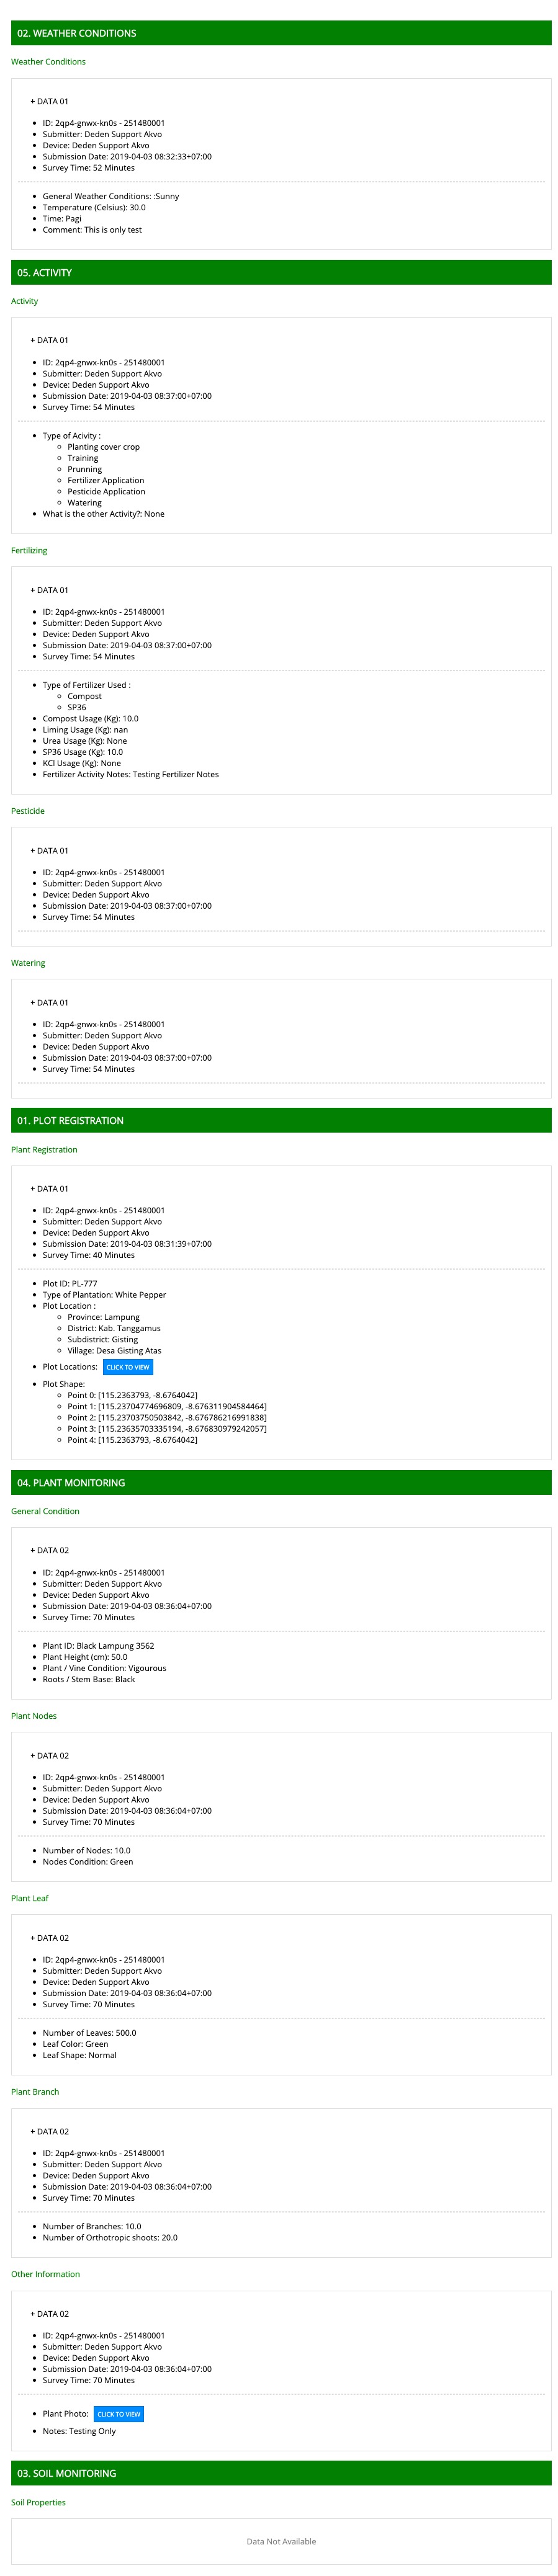 02. WEATHER CONDITIONS
Weather Conditions
+ DATA 01
ID: 2qp4-gnwx-kn0s - 251480001
Submitter: Deden Support Akvo
Device: Deden Support Akvo
Submission Date: 2019-04-03 08:32:33+07:00
Survey Time: 52 Minutes
General Weather Conditions: :Sunny
Temperature (Celsius): 30.0
Time: Pagi
Comment: This is only test
05. ACTIVITY
Activity
+ DATA 01
ID: 2qp4-gnwx-kn0s - 251480001
Submitter: Deden Support Akvo
Device: Deden Support Akvo
Submission Date: 2019-04-03 08:37:00+07:00
Survey Time: 54 Minutes
Type of Acivity :
Planting cover crop
Training
Prunning
Fertilizer Application
Pesticide Application
Watering
What is the other Activity?: None
Fertilizing
+ DATA 01
ID: 2qp4-gnwx-kn0s - 251480001
Submitter: Deden Support Akvo
Device: Deden Support Akvo
Submission Date: 2019-04-03 08:37:00+07:00
Survey Time: 54 Minutes
Type of Fertilizer Used :
Compost
SP36
Compost Usage (Kg): 10.0
Liming Usage (Kg): nan
Urea Usage (Kg): None
SP36 Usage (Kg): 10.0
KCl Usage (Kg): None
Fertilizer Activity Notes: Testing Fertilizer Notes
Pesticide
+ DATA 01
ID: 2qp4-gnwx-kn0s - 251480001
Submitter: Deden Support Akvo
Device: Deden Support Akvo
Submission Date: 2019-04-03 08:37:00+07:00
Survey Time: 54 Minutes
Watering
+ DATA 01
ID: 2qp4-gnwx-kn0s - 251480001
Submitter: Deden Support Akvo
Device: Deden Support Akvo
Submission Date: 2019-04-03 08:37:00+07:00
Survey Time: 54 Minutes
01. PLOT REGISTRATION
Plant Registration
+ DATA 01
ID: 2qp4-gnwx-kn0s - 251480001
Submitter: Deden Support Akvo
Device: Deden Support Akvo
Submission Date: 2019-04-03 08:31:39+07:00
Survey Time: 40 Minutes
Plot ID: PL-777
Type of Plantation: White Pepper
Plot Location :
Province: Lampung
District: Kab. Tanggamus
Subdistrict: Gisting
Village: Desa Gisting Atas
Plot Locations: CLICK TO VIEW
Plot Shape:
Point 0: [115.2363793, -8.6764042]
Point 1: [115.23704774696809, -8.676311904584464]
Point 2: [115.23703750503842, -8.676786216991838]
Point 3: [115.23635703335194, -8.676830979242057]
Point 4: [115.2363793, -8.6764042]
04. PLANT MONITORING
General Condition
+ DATA 02
ID: 2qp4-gnwx-kn0s - 251480001
Submitter: Deden Support Akvo
Device: Deden Support Akvo
Submission Date: 2019-04-03 08:36:04+07:00
Survey Time: 70 Minutes
Plant ID: Black Lampung 3562
Plant Height (cm): 50.0
Plant / Vine Condition: Vigourous
Roots / Stem Base: Black
Plant Nodes
+ DATA 02
ID: 2qp4-gnwx-kn0s - 251480001
Submitter: Deden Support Akvo
Device: Deden Support Akvo
Submission Date: 2019-04-03 08:36:04+07:00
Survey Time: 70 Minutes
Number of Nodes: 10.0
Nodes Condition: Green
Plant Leaf
+ DATA 02
ID: 2qp4-gnwx-kn0s - 251480001
Submitter: Deden Support Akvo
Device: Deden Support Akvo
Submission Date: 2019-04-03 08:36:04+07:00
Survey Time: 70 Minutes
Number of Leaves: 500.0
Leaf Color: Green
Leaf Shape: Normal
Plant Branch
+ DATA 02
ID: 2qp4-gnwx-kn0s - 251480001
Submitter: Deden Support Akvo
Device: Deden Support Akvo
Submission Date: 2019-04-03 08:36:04+07:00
Survey Time: 70 Minutes
Number of Branches: 10.0
Number of Orthotropic shoots: 20.0
Other Information
+ DATA 02
ID: 2qp4-gnwx-kn0s - 251480001
Submitter: Deden Support Akvo
Device: Deden Support Akvo
Submission Date: 2019-04-03 08:36:04+07:00
Survey Time: 70 Minutes
Plant Photo: CLICK TO VIEW
Notes: Testing Only
03. SOIL MONITORING
Soil Properties
Data Not Available